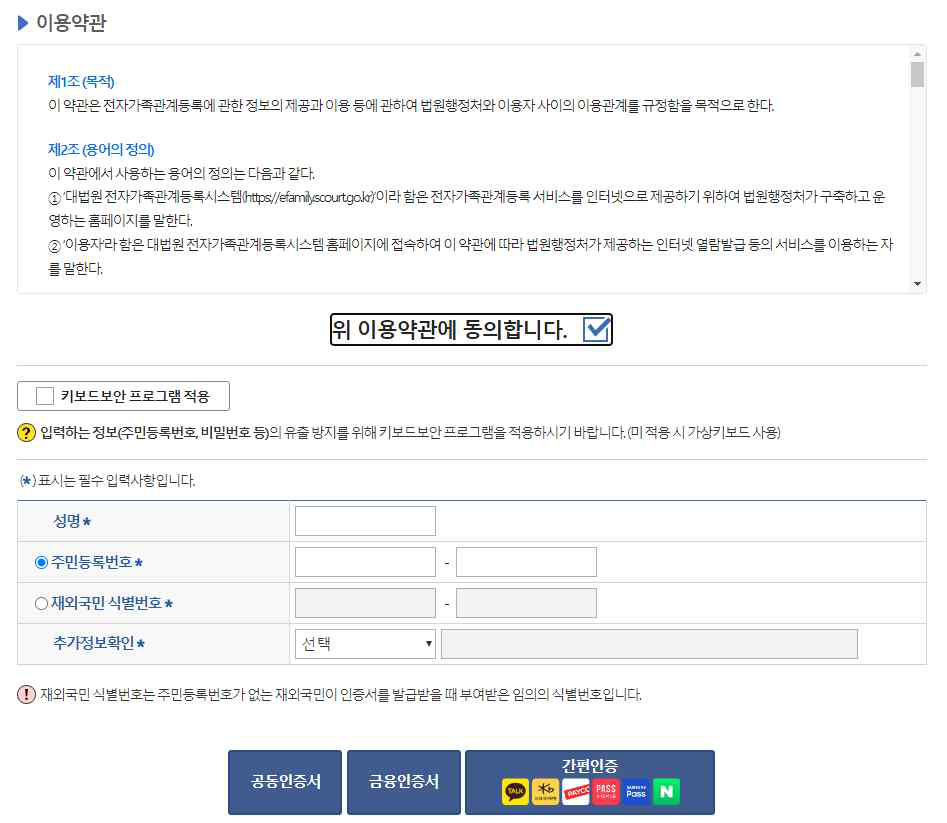 이용약관
제1조 (목적)
이 약관은 전자가족관계등록에 관한 정보의 제공과 이용 등에 관하여 법원행정처와 이용자 사이의 이용관계를 규정함을 목적으로 한다.
제2조 (용어의 정의)
이 약관에서 사용하는 용어의 정의는 다음과 같다.
① '대법원 전자가족관계등록시스템(https://efamily.scourt.go.kr)'이라 함은 전자가족관계등록 서비스를 인터넷으로 제공하기 위하여 법원행정처가 구축하고 운
영하는 홈페이지를 말한다.
② '이용자'라 함은 대법원 전자가족관계등록시스템 홈페이지에 접속하여 이 약관에 따라 법원행정처가 제공하는 인터넷 열람발급 등의 서비스를 이용하는 자
를 말한다.
위 이용약관에 동의합니다.
키보드보안 프로그램 적용
? 입력하는 정보(주민등록번호, 비밀번호 등)의 유출 방지를 위해 키보드보안 프로그램을 적용하시기 바랍니다. (미 적용 시 가상키보드 사용)
(*) 표시는 필수 입력사항입니다.
성명 *
주민등록번호 * -
재외국민 식별번호 * -
추가정보확인 * 선택
! 재외국민 식별번호는 주민등록번호가 없는 재외국민이 인증서를 발급받을 때 부여받은 임의의 식별번호입니다.
공동인증서 금융인증서 간편인증
TALK PAYCO PASS SAMSUNG Pass N